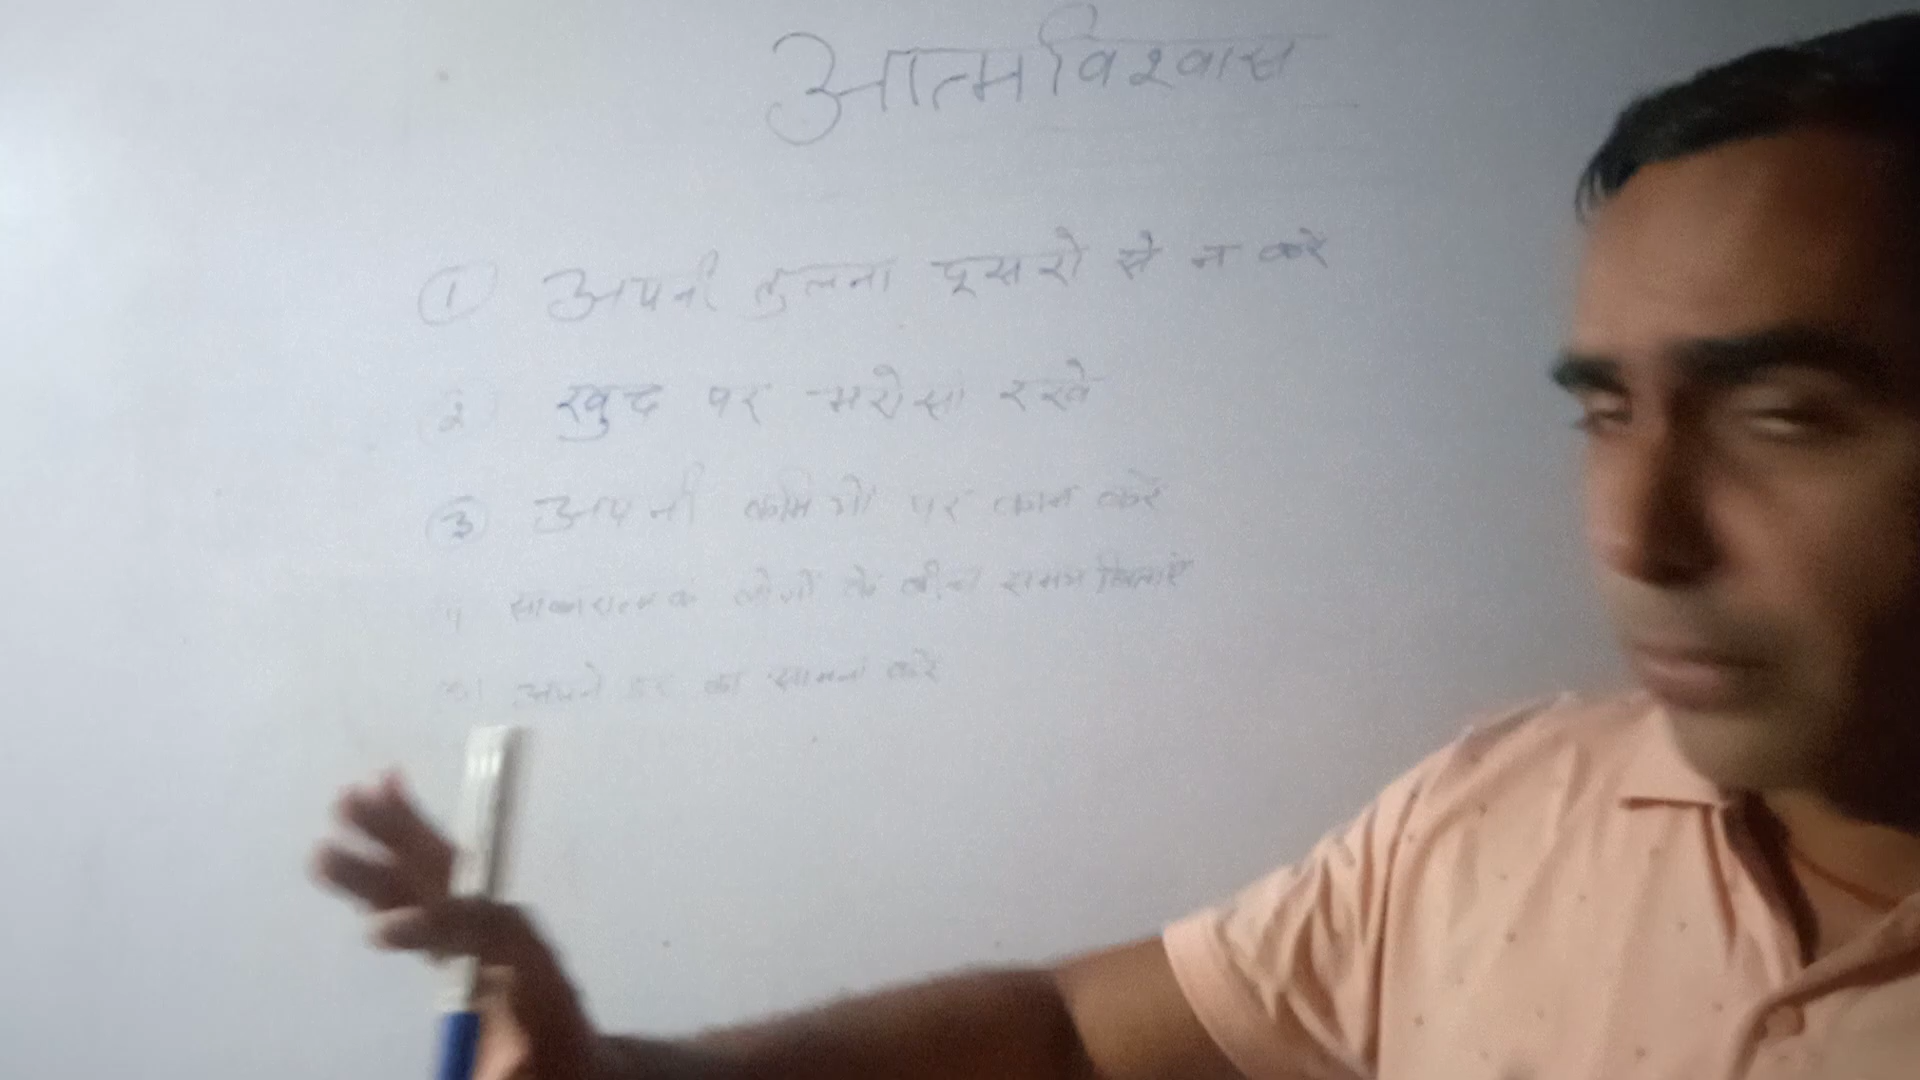 आत्मविश्वास
① अपनी तुलना दूसरो से न करे
2 खुद पर भरोसा रखे
③ अपनी कमियों पर काम करे
4 साकारात्मक लोगों के बीच समय बिताएं
5) अपने डर का सामना करे